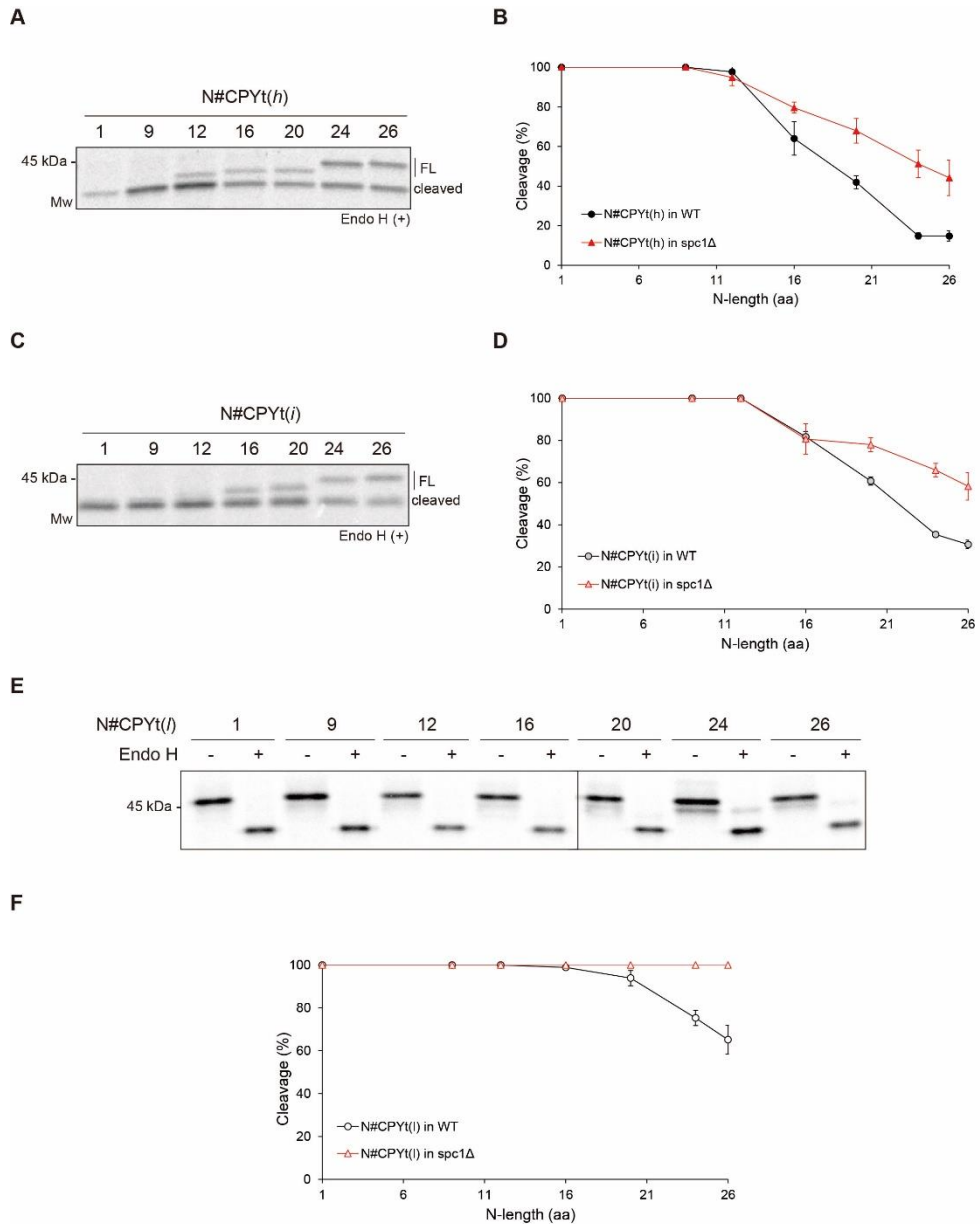 A
N#CPYt(h)
1 9 12 16 20 24 26
45 kDa
FL
cleaved
Mw
Endo H (+)
B
Cleavage (%)
100
80
60
40
20
0
N#CPYt(h) in WT
N#CPYt(h) in spc1Δ
1 6 11 16 21 26
N-length (aa)
C
N#CPYt(i)
1 9 12 16 20 24 26
45 kDa
FL
cleaved
Mw
Endo H (+)
D
Cleavage (%)
100
80
60
40
20
0
N#CPYt(i) in WT
N#CPYt(i) in spc1Δ
1 6 11 16 21 26
N-length (aa)
E
N#CPYt(l) 1 9 12 16 20 24 26
Endo H - + - + - + - + - + - + - +
45 kDa
F
Cleavage (%)
100
80
60
40
20
0
N#CPYt(l) in WT
N#CPYt(l) in spc1Δ
1 6 11 16 21 26
N-length (aa)